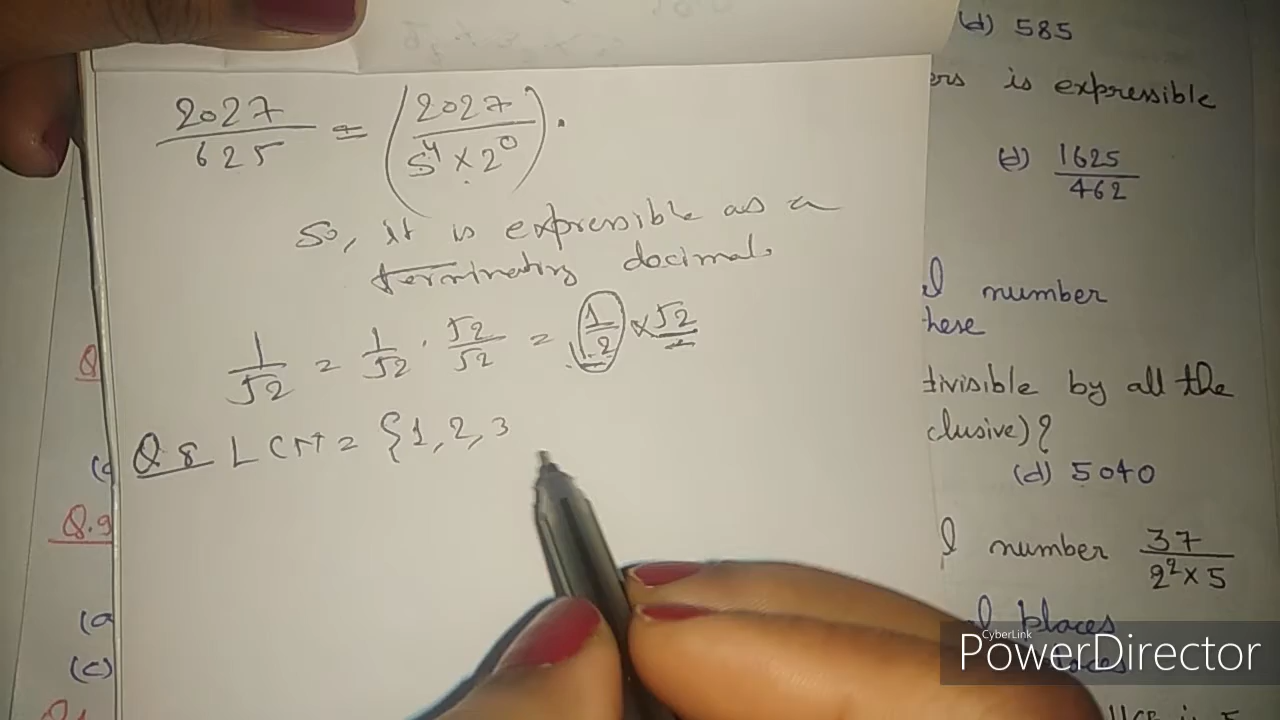 2027/625 = (2027/5⁴ × 2⁰).
So, it is expressible as a
terminating decimal.
1/√2 = 1/√2 · √2/√2 = 1/2 × √2
Q 8 LCM = {1, 2, 3
(d) 585
ers is expressible
(d) 1625/462
l number
here
divisible by all the
clusive)?
(d) 5040
l number 37/2² × 5
l places
Q
(c
Q.9
(a
(c)
CyberLink
PowerDirector